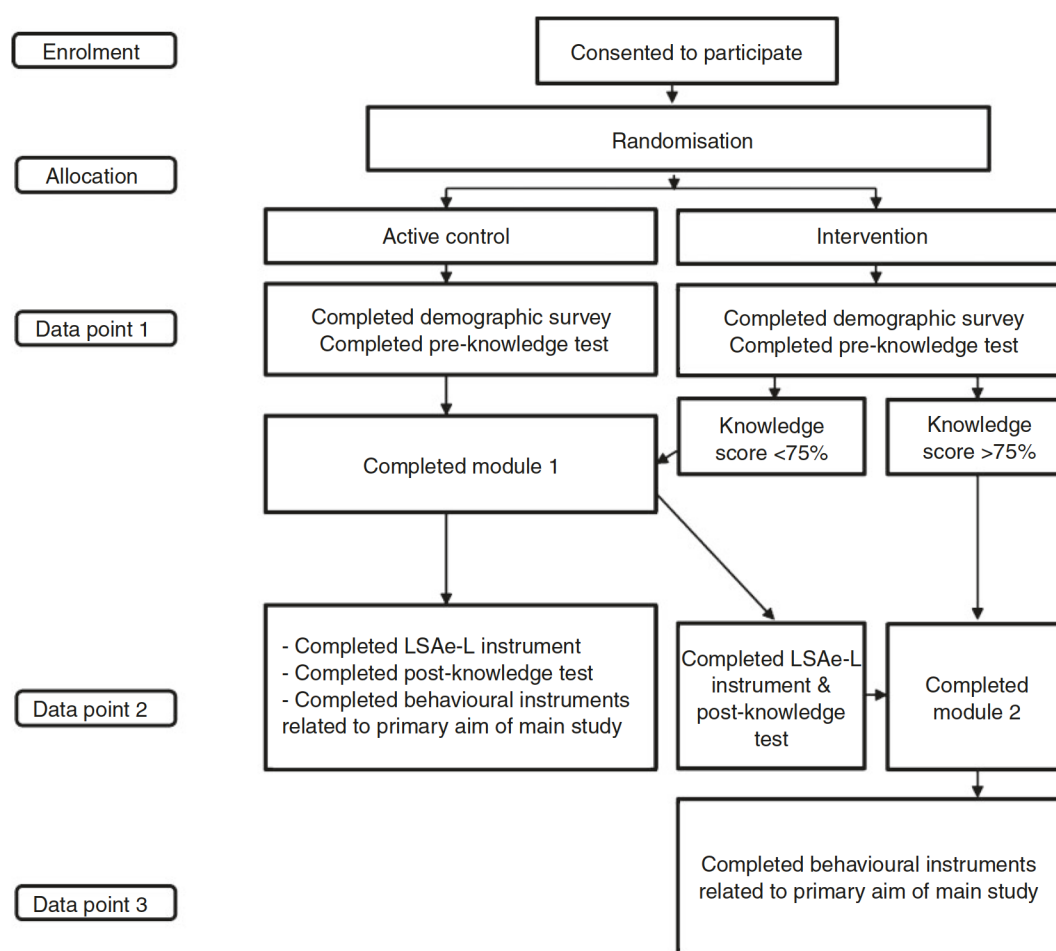 Enrolment
Consented to participate
Randomisation
Allocation
Active control
Intervention
Data point 1
Completed demographic survey
Completed pre-knowledge test
Completed demographic survey
Completed pre-knowledge test
Knowledge
score <75%
Knowledge
score >75%
Completed module 1
- Completed LSAe-L instrument
- Completed post-knowledge test
- Completed behavioural instruments
related to primary aim of main study
Completed LSAe-L
instrument &
post-knowledge
test
Completed
module 2
Data point 2
Completed behavioural instruments
related to primary aim of main study
Data point 3